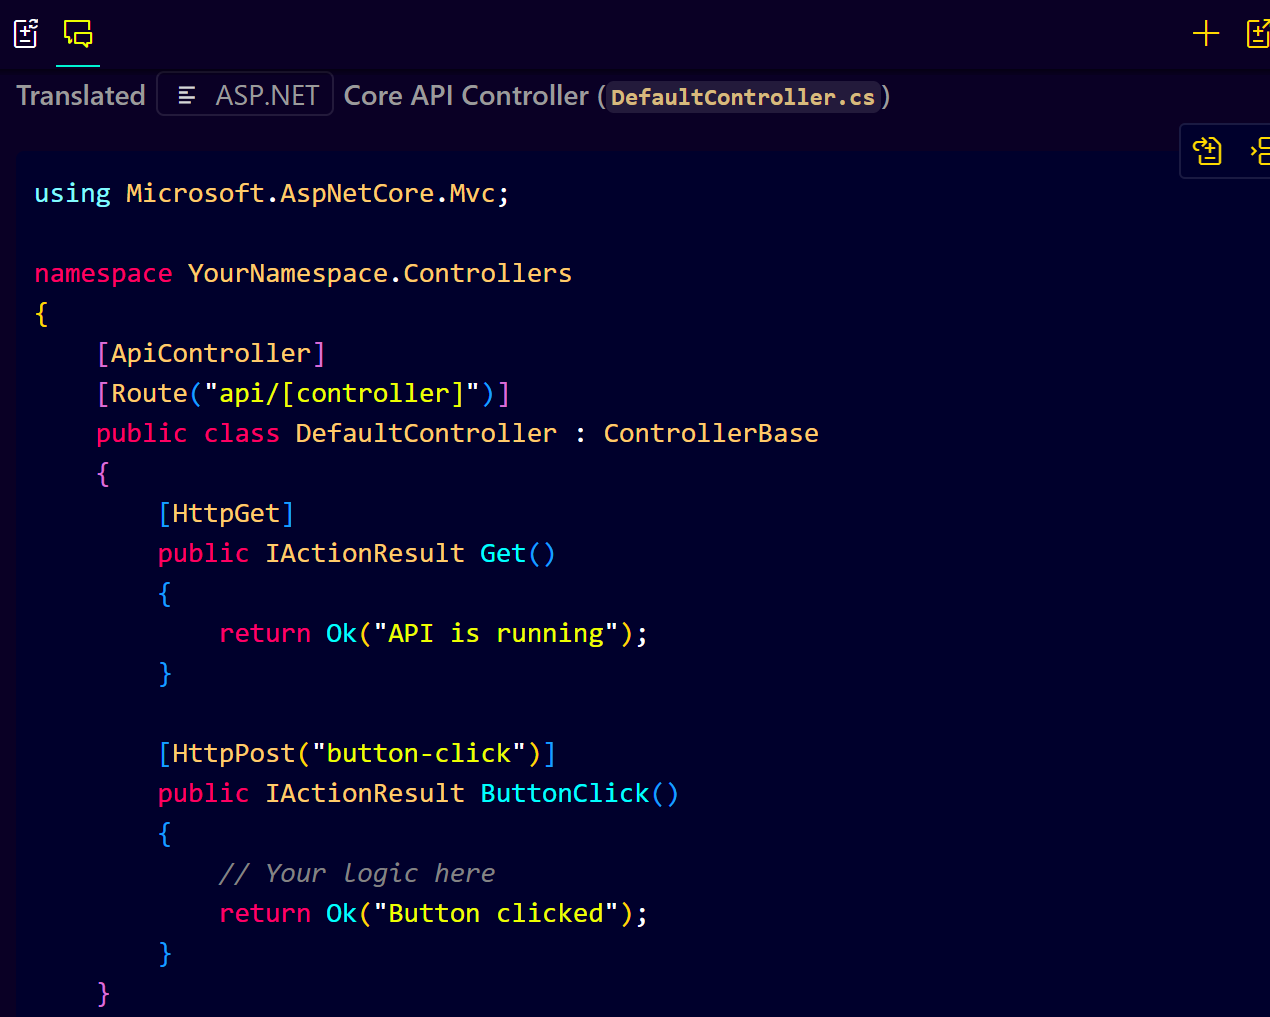 Translated ASP.NET Core API Controller (DefaultController.cs)
using Microsoft.AspNetCore.Mvc;

namespace YourNamespace.Controllers
{
    [ApiController]
    [Route("api/[controller]")]
    public class DefaultController : ControllerBase
    {
        [HttpGet]
        public IActionResult Get()
        {
            return Ok("API is running");
        }

        [HttpPost("button-click")]
        public IActionResult ButtonClick()
        {
            // Your logic here
            return Ok("Button clicked");
        }
    }